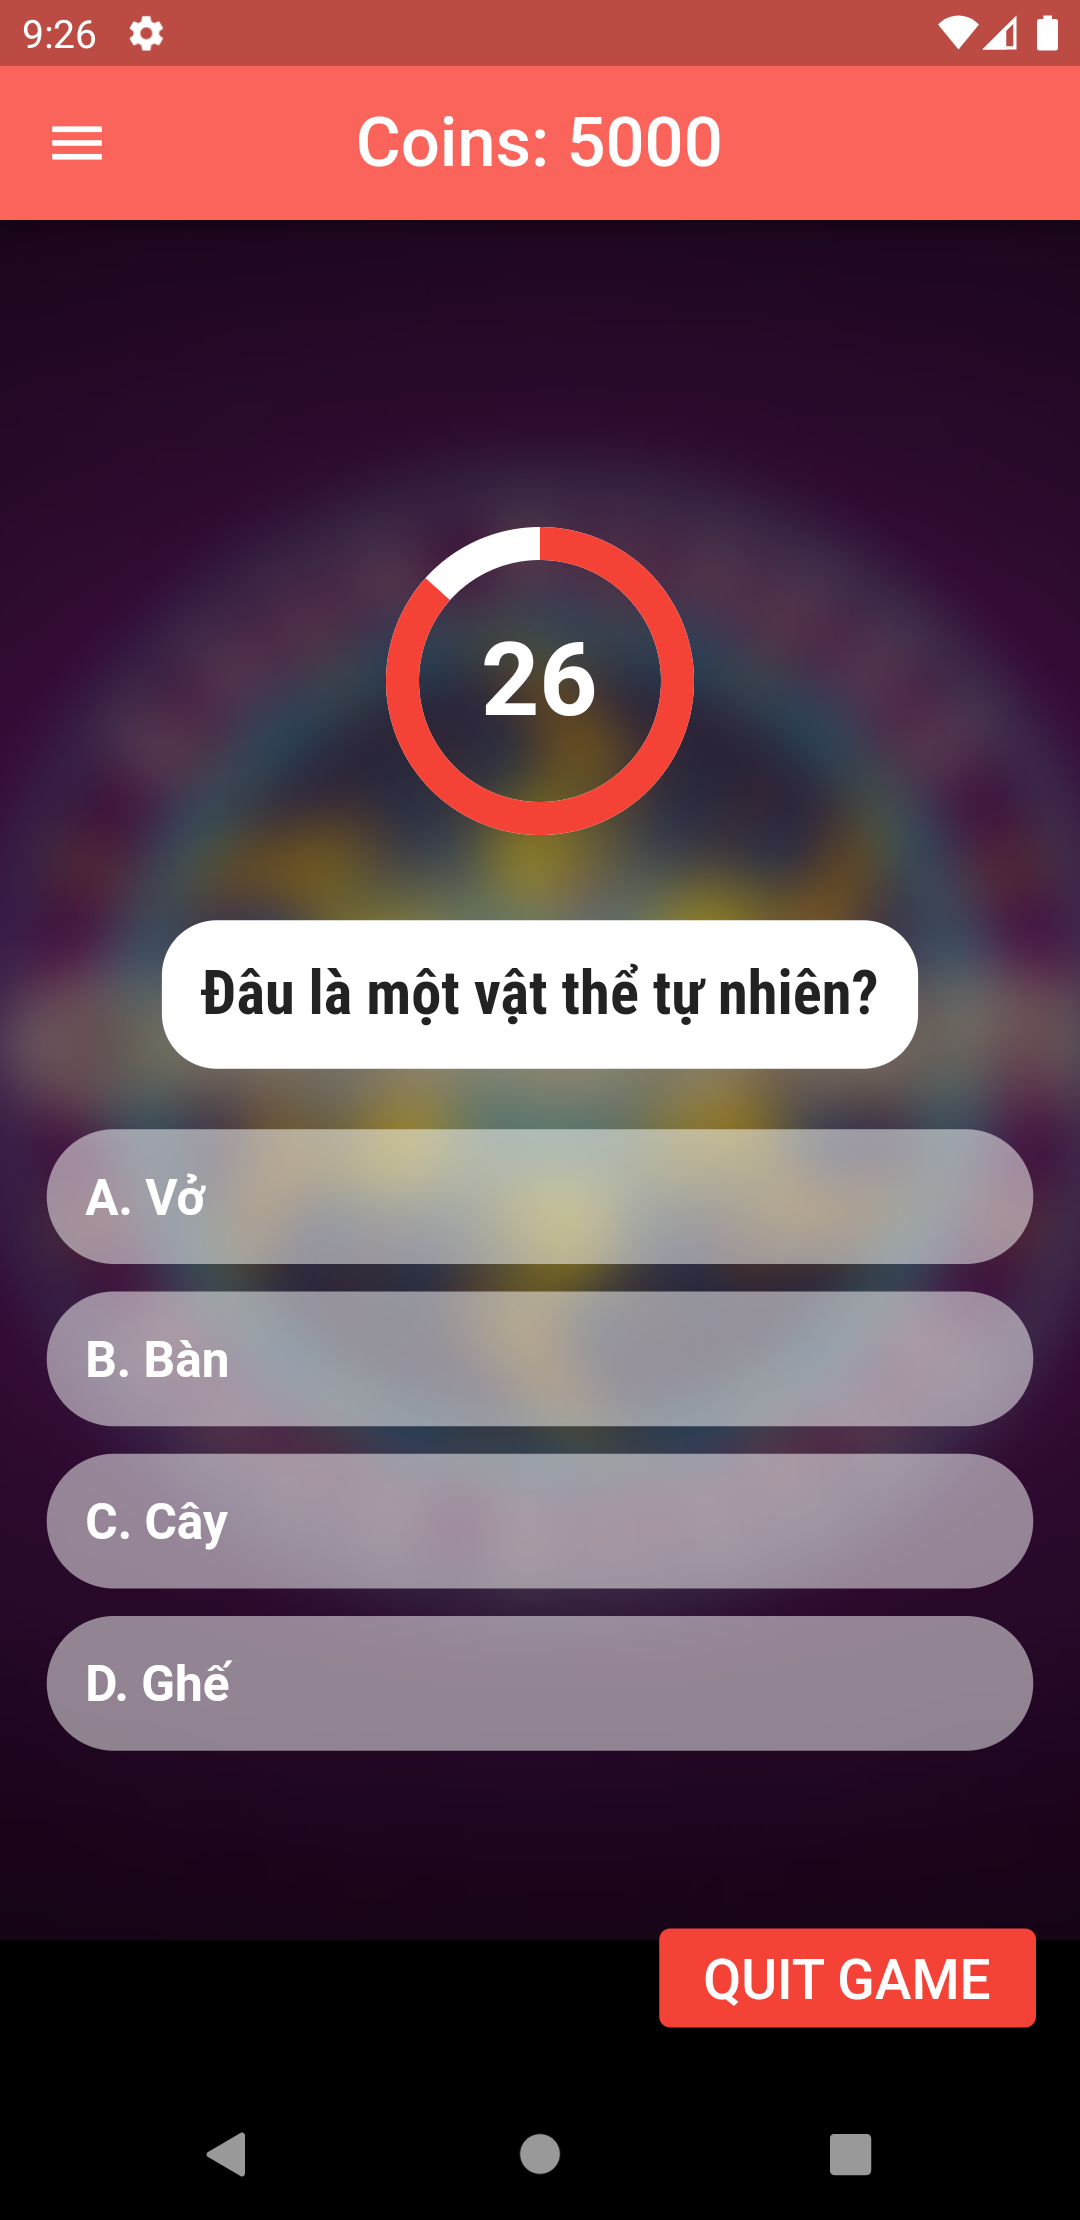 9:26
Coins: 5000
26
Đâu là một vật thể tự nhiên?
A. Vở
B. Bàn
C. Cây
D. Ghế
QUIT GAME